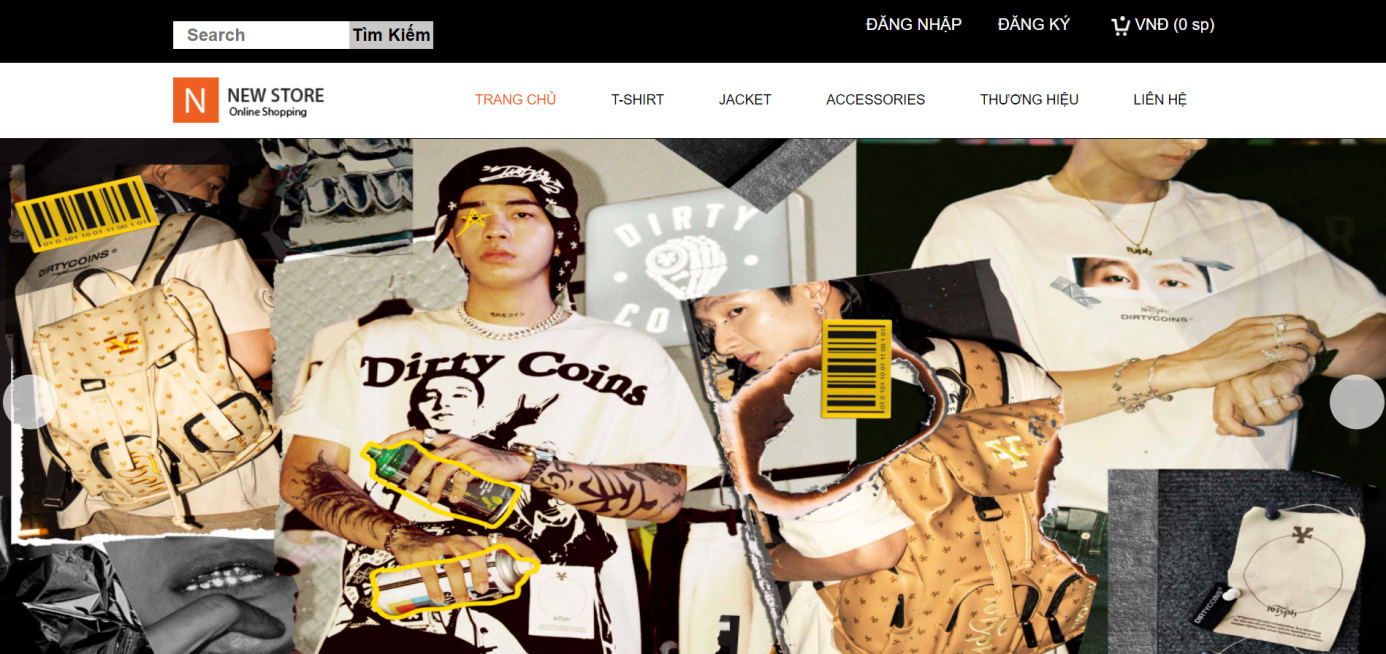 Search
Tìm Kiếm
ĐĂNG NHẬP
ĐĂNG KÝ
VNĐ (0 sp)
N
NEW STORE
Online Shopping
TRANG CHỦ
T-SHIRT
JACKET
ACCESSORIES
THƯƠNG HIỆU
LIÊN HỆ
DIRTYCOINS
DIRTY
Dirty Coins
DIRTYCOINS
DIRTYCOINS